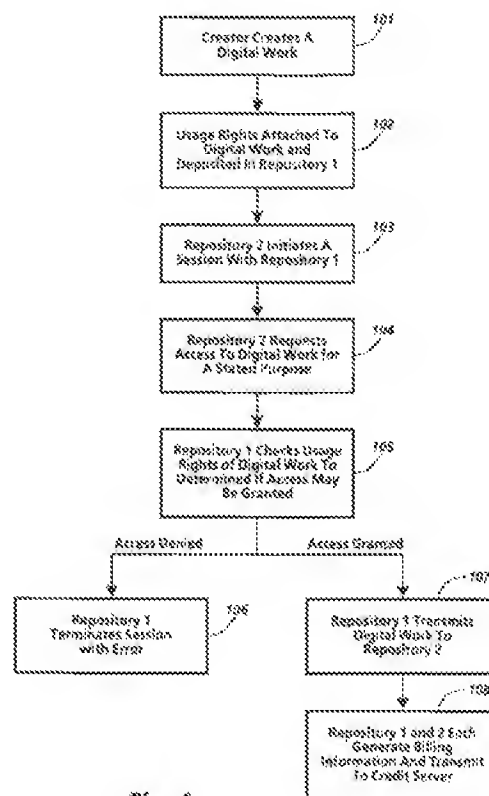 101
Creator Creates A
Digital Work
102
Usage Rights Attached To
Digital Work and
Deposited In Repository 1
103
Repository 2 Initiates A
Session With Repository 1
104
Repository 2 Requests
Access To Digital Work for
A Stated Purpose
105
Repository 1 Checks Usage
Rights of Digital Work To
Determined If Access May
Be Granted
Access Denied
Access Granted
106
Repository 1
Terminates Session
with Error
107
Repository 1 Transmits
Digital Work To
Repository 2
108
Repository 1 and 2 Each
Generate Billing
Information And Transmit
To Credit Server